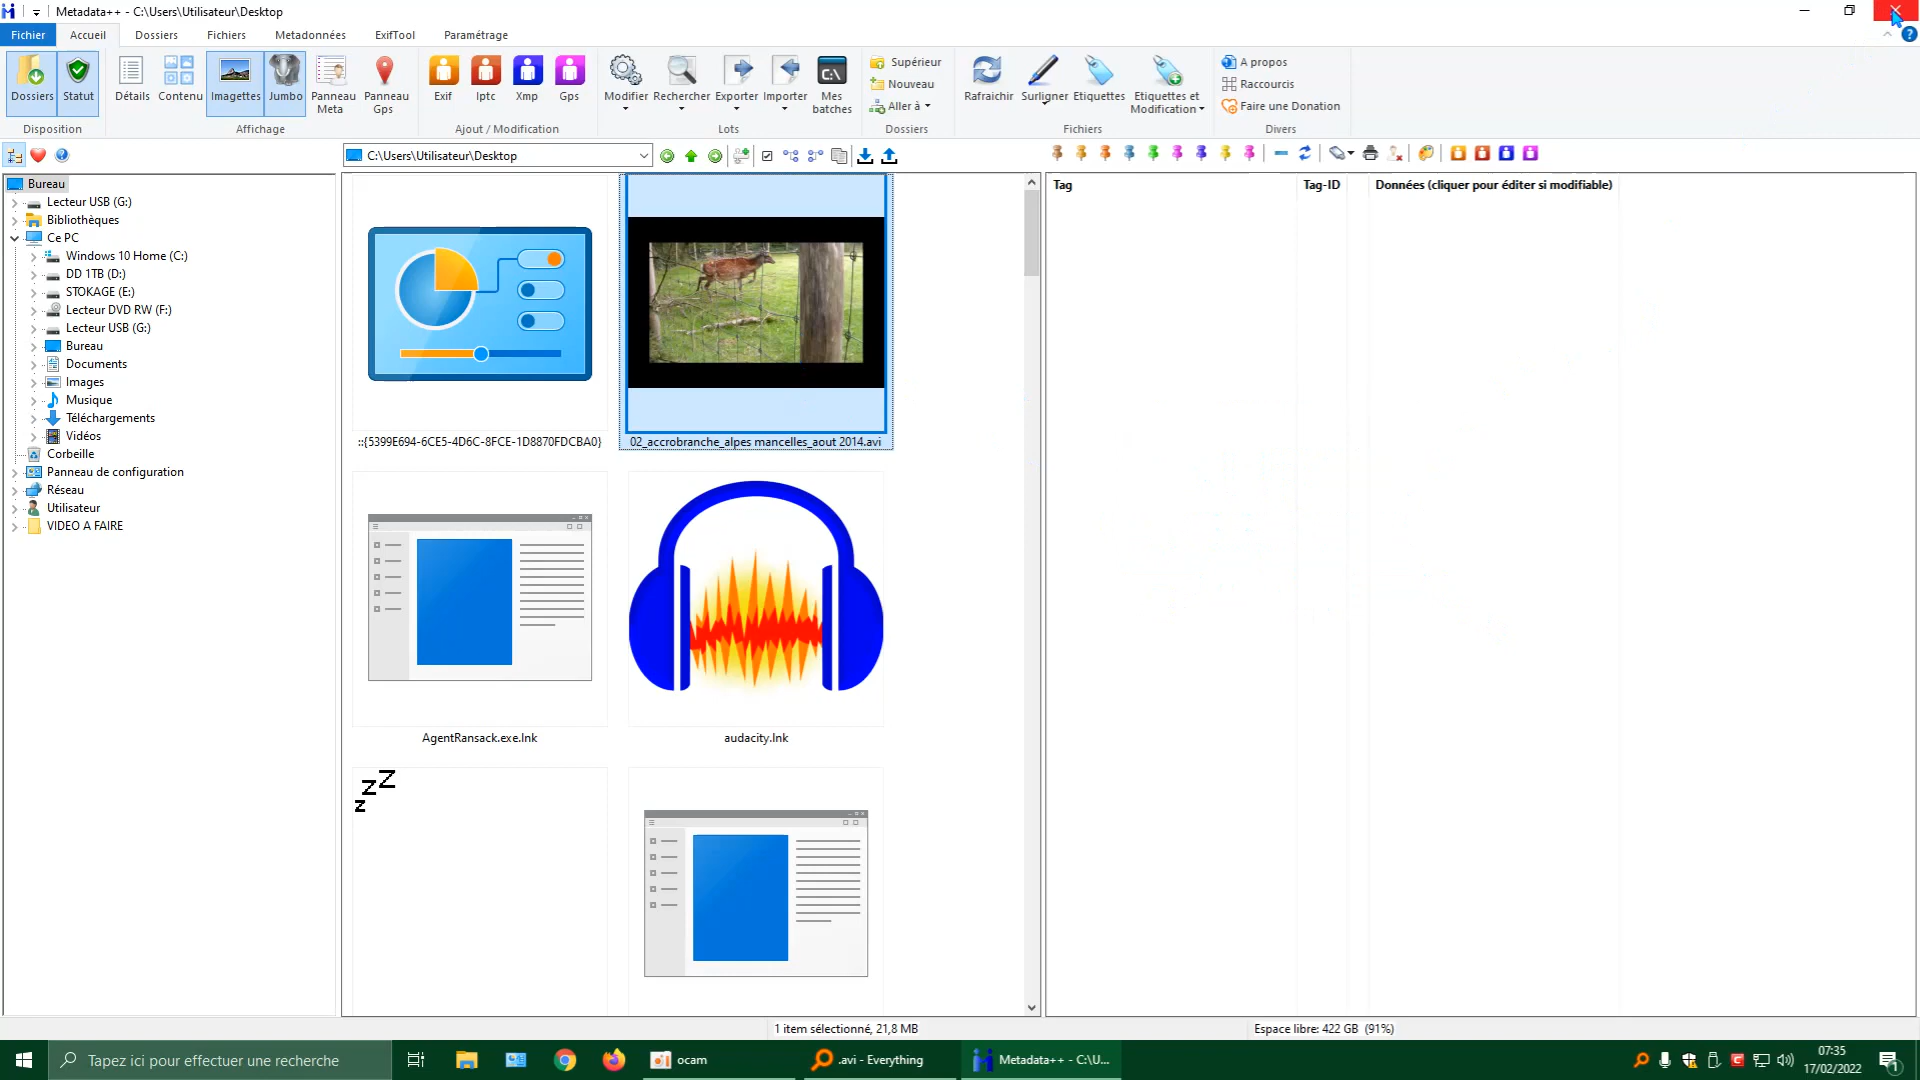 Metadata++ - C:\Users\Utilisateur\Desktop
Fichier Accueil Dossiers Fichiers Metadonnées ExifTool Paramétrage
Dossiers Statut Détails Contenu Imagettes Jumbo Panneau Meta Panneau Gps Exif Iptc Xmp Gps Modifier Rechercher Exporter Importer Mes batches
Supérieur
Nouveau
Aller à
Rafraichir Surligner Etiquettes Etiquettes et Modification
A propos
Raccourcis
Faire une Donation
Disposition Affichage Ajout / Modification Lots Dossiers Fichiers Divers
C:\Users\Utilisateur\Desktop
Bureau
Lecteur USB (G:)
Bibliothèques
Ce PC
Windows 10 Home (C:)
DD 1TB (D:)
STOKAGE (E:)
Lecteur DVD RW (F:)
Lecteur USB (G:)
Bureau
Documents
Images
Musique
Téléchargements
Vidéos
Corbeille
Panneau de configuration
Réseau
Utilisateur
VIDEO A FAIRE
::{5399E694-6CE5-4D6C-8FCE-1D8870FDCBA0}
02_accrobranche_alpes mancelles_aout 2014.avi
AgentRansack.exe.lnk
audacity.lnk
z Z Z
Tag Tag-ID Données (cliquer pour éditer si modifiable)
1 item sélectionné, 21,8 MB
Espace libre: 422 GB (91%)
Tapez ici pour effectuer une recherche
ocam
.avi - Everything
Metadata++ - C:\U...
07:35
17/02/2022
1